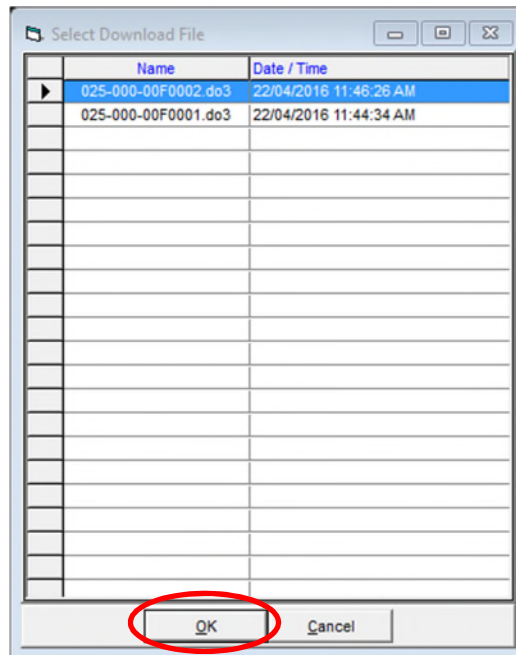 Select Download File
Name Date / Time
025-000-00F0002.do3 22/04/2016 11:46:26 AM
025-000-00F0001.do3 22/04/2016 11:44:34 AM
OK Cancel